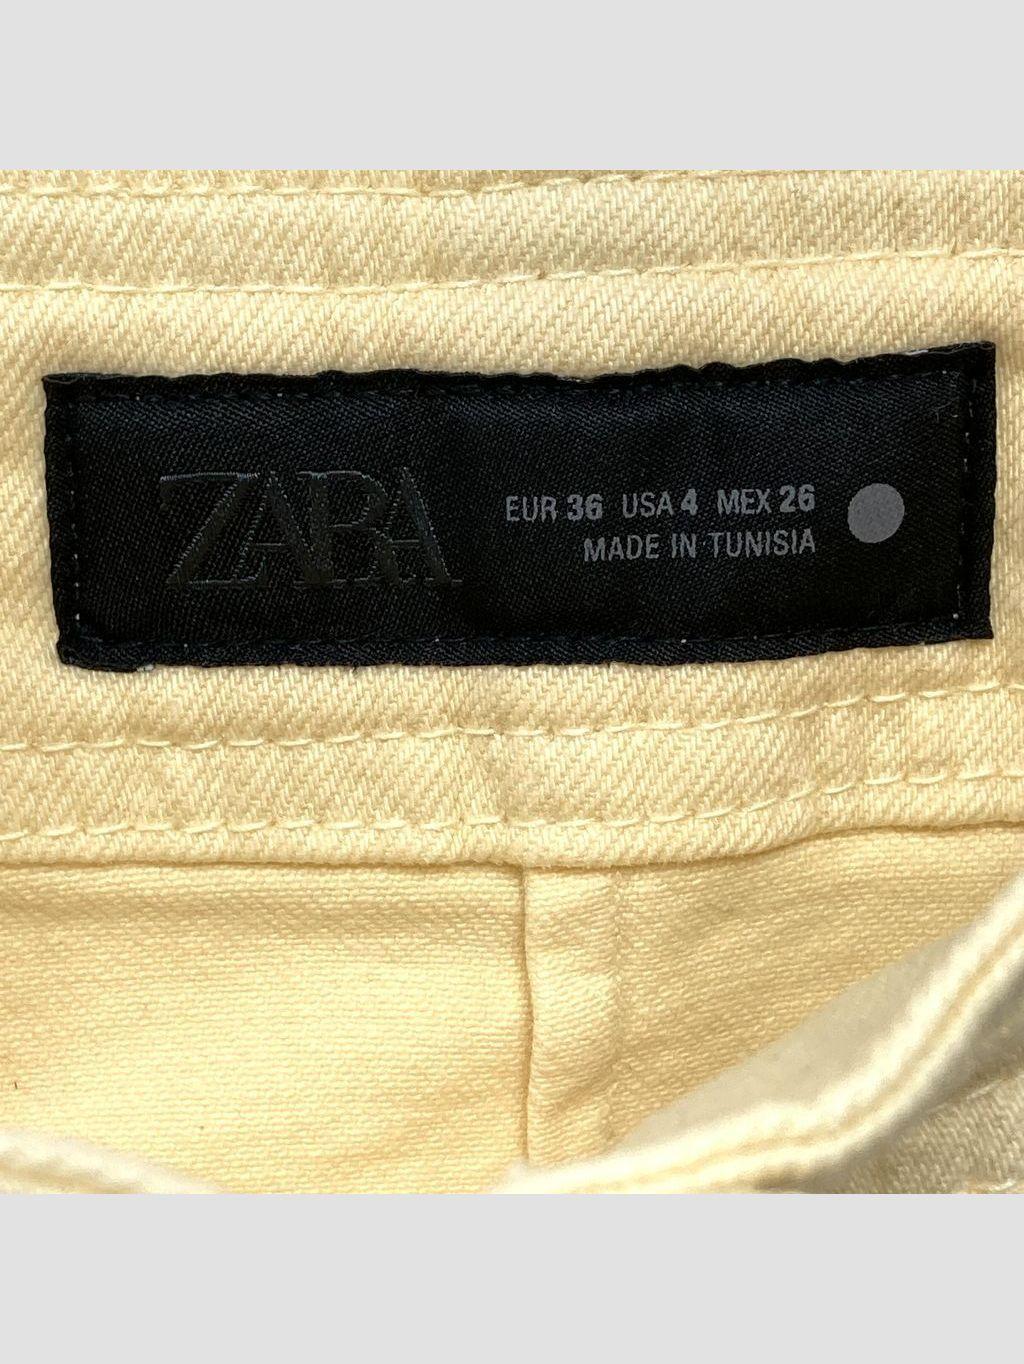 ZARA
EUR 36 USA 4 MEX 26
MADE IN TUNISIA